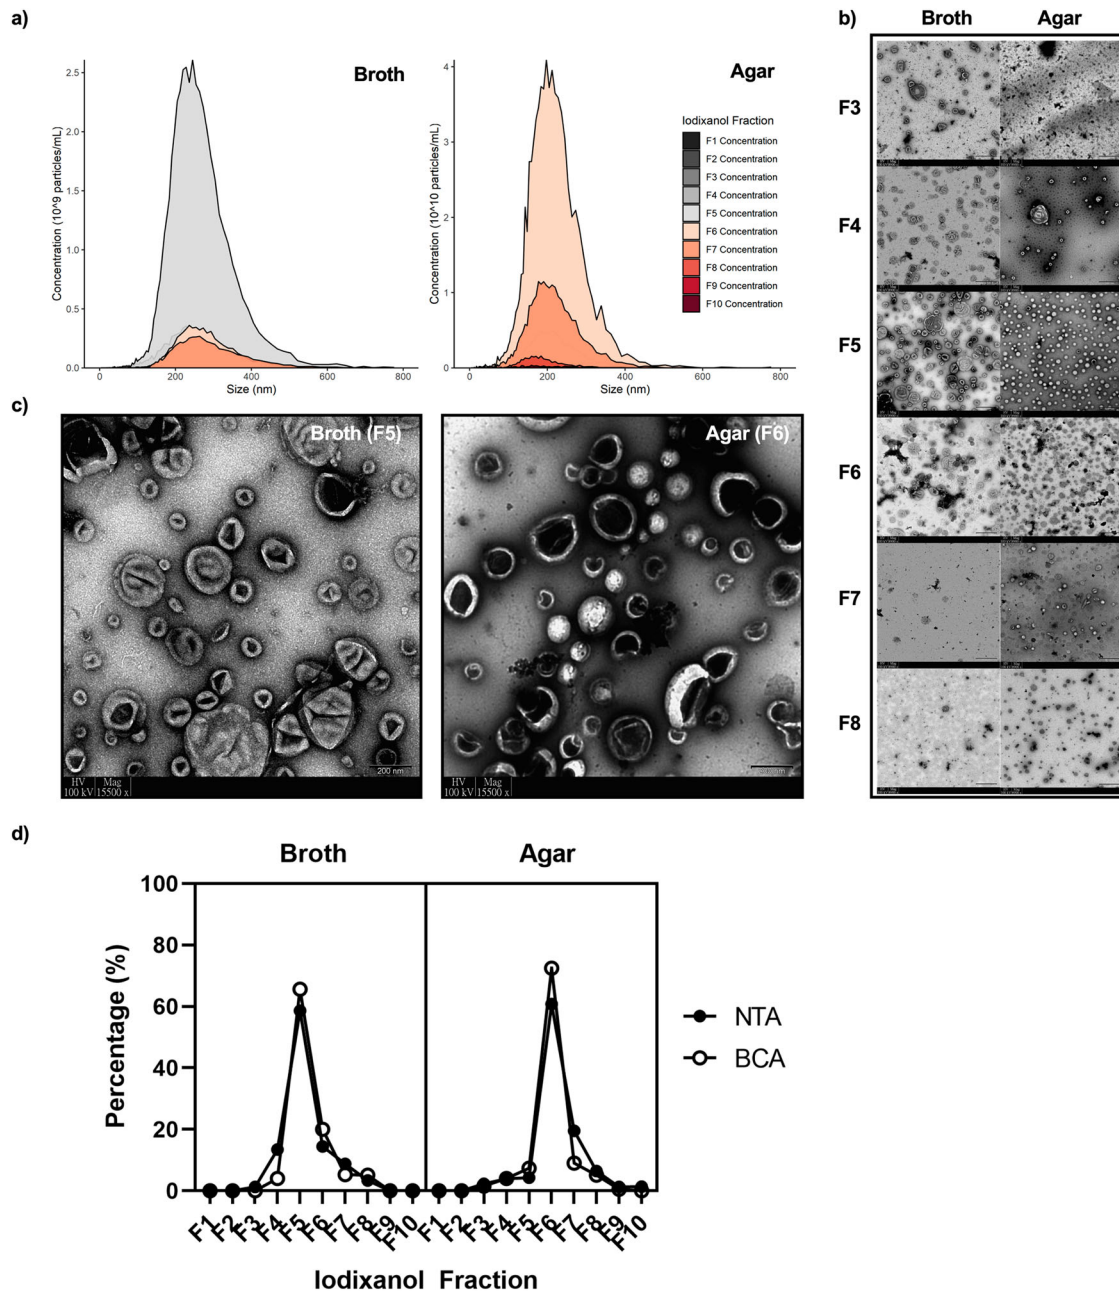 a)
Broth
Concentration (10^9 particles/mL)
2.5
2.0
1.5
1.0
0.5
0.0
0
200
400
600
800
Size (nm)
Agar
Concentration (10^10 particles/mL)
4
3
2
1
0
0
200
400
600
800
Size (nm)
Iodixanol Fraction
F1 Concentration
F2 Concentration
F3 Concentration
F4 Concentration
F5 Concentration
F6 Concentration
F7 Concentration
F8 Concentration
F9 Concentration
F10 Concentration
b)
Broth Agar
F3
F4
F5
F6
F7
F8
c)
Broth (F5)
200 nm
HV Mag
100 kV 15500 x
Agar (F6)
HV Mag
100 kV 15500 x
d)
Broth Agar
Percentage (%)
100
80
60
40
20
0
F1 F2 F3 F4 F5 F6 F7 F8 F9 F10 F1 F2 F3 F4 F5 F6 F7 F8 F9 F10
Iodixanol Fraction
NTA
BCA